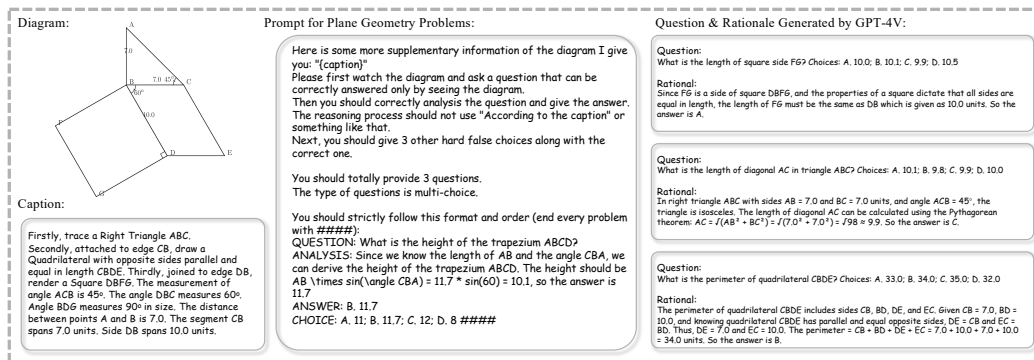 Diagram:
A
7.0
B
7.0 45°
C
60°
10.0
F
D
E
G
Caption:
Firstly, trace a Right Triangle ABC.
Secondly, attached to edge CB, draw a
Quadrilateral with opposite sides parallel and
equal in length CBDE. Thirdly, joined to edge DB,
render a Square DBFG. The measurement of
angle ACB is 45°. The angle DBC measures 60°.
Angle BDG measures 90° in size. The distance
between points A and B is 7.0. The segment CB
spans 7.0 units. Side DB spans 10.0 units.
Prompt for Plane Geometry Problems:
Here is some more supplementary information of the diagram I give
you: "{caption}"
Please first watch the diagram and ask a question that can be
correctly answered only by seeing the diagram.
Then you should correctly analysis the question and give the answer.
The reasoning process should not use "According to the caption" or
something like that.
Next, you should give 3 other hard false choices along with the
correct one.
You should totally provide 3 questions.
The type of questions is multi-choice.
You should strictly follow this format and order (end every problem
with ####):
QUESTION: What is the height of the trapezium ABCD?
ANALYSIS: Since we know the length of AB and the angle CBA, we
can derive the height of the trapezium ABCD. The height should be
AB \times sin(\angle CBA) = 11.7 * sin(60) = 10.1, so the answer is
11.7
ANSWER: B. 11.7
CHOICE: A. 11; B. 11.7; C. 12; D. 8 ####
Question & Rationale Generated by GPT-4V:
Question:
What is the length of square side FG? Choices: A. 10.0; B. 10.1; C. 9.9; D. 10.5
Rational:
Since FG is a side of square DBFG, and the properties of a square dictate that all sides are
equal in length, the length of FG must be the same as DB which is given as 10.0 units. So the
answer is A.
Question:
What is the length of diagonal AC in triangle ABC? Choices: A. 10.1; B. 9.8; C. 9.9; D. 10.0
Rational:
In right triangle ABC with sides AB = 7.0 and BC = 7.0 units, and angle ACB = 45°, the
triangle is isosceles. The length of diagonal AC can be calculated using the Pythagorean
theorem: AC = √(AB² + BC²) = √(7.0² + 7.0²) = √98 ≈ 9.9. So the answer is C.
Question:
What is the perimeter of quadrilateral CBDE? Choices: A. 33.0; B. 34.0; C. 35.0; D. 32.0
Rational:
The perimeter of quadrilateral CBDE includes sides CB, BD, DE, and EC. Given CB = 7.0, BD =
10.0, and knowing quadrilateral CBDE has parallel and equal opposite sides, DE = CB and EC =
BD. Thus, DE = 7.0 and EC = 10.0. The perimeter = CB + BD + DE + EC = 7.0 + 10.0 + 7.0 + 10.0
= 34.0 units. So the answer is B.